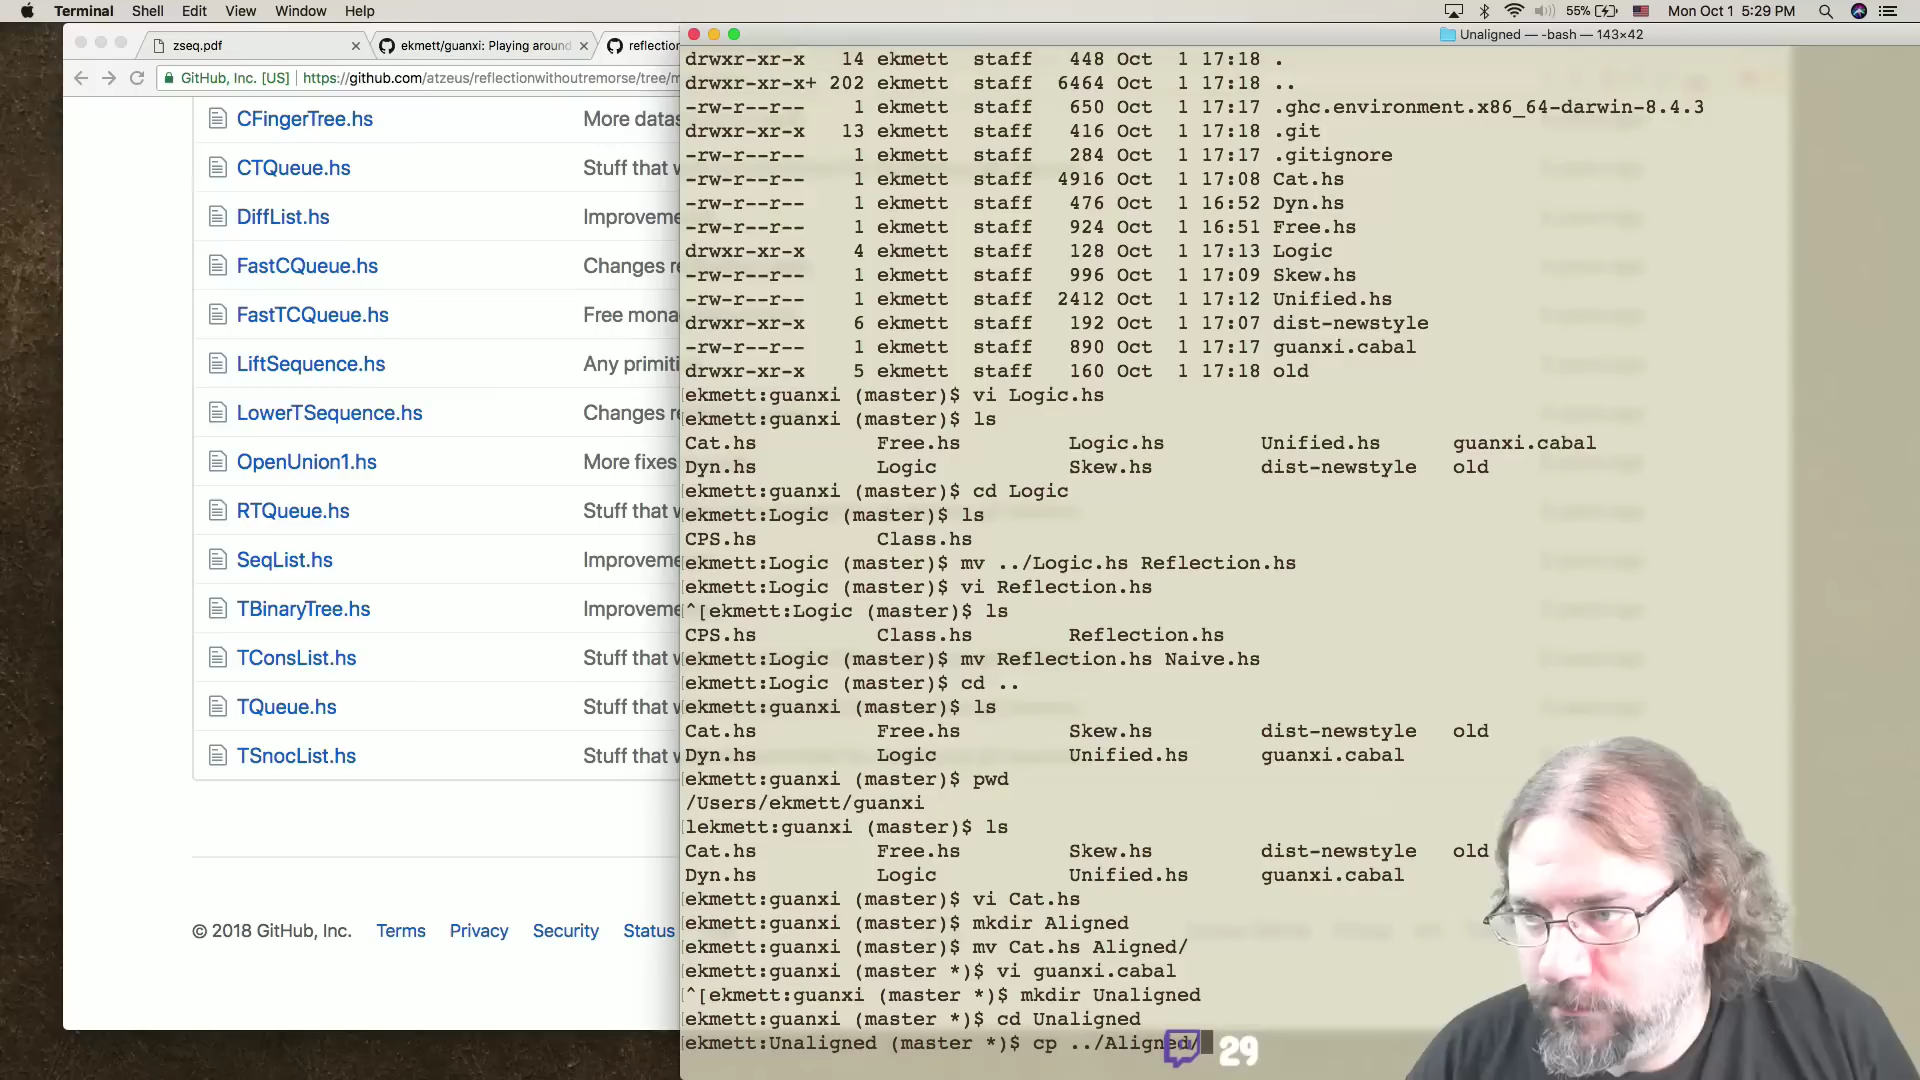 Terminal Shell Edit View Window Help
55% Mon Oct 1 5:29 PM
zseq.pdf
ekmett/guanxi: Playing around
reflection
GitHub, Inc. [US] https://github.com/atzeus/reflectionwithoutremorse/tree/m
CFingerTree.hs More datas
CTQueue.hs Stuff that w
DiffList.hs Improveme
FastCQueue.hs Changes re
FastTCQueue.hs Free mona
LiftSequence.hs Any primiti
LowerTSequence.hs Changes re
OpenUnion1.hs More fixes
RTQueue.hs Stuff that w
SeqList.hs Improveme
TBinaryTree.hs Improveme
TConsList.hs Stuff that w
TQueue.hs Stuff that w
TSnocList.hs Stuff that w
© 2018 GitHub, Inc. Terms Privacy Security Status
Unaligned — -bash — 143×42
drwxr-xr-x 14 ekmett staff 448 Oct 1 17:18 .
drwxr-xr-x+ 202 ekmett staff 6464 Oct 1 17:18 ..
-rw-r--r-- 1 ekmett staff 650 Oct 1 17:17 .ghc.environment.x86_64-darwin-8.4.3
drwxr-xr-x 13 ekmett staff 416 Oct 1 17:18 .git
-rw-r--r-- 1 ekmett staff 284 Oct 1 17:17 .gitignore
-rw-r--r-- 1 ekmett staff 4916 Oct 1 17:08 Cat.hs
-rw-r--r-- 1 ekmett staff 476 Oct 1 16:52 Dyn.hs
-rw-r--r-- 1 ekmett staff 924 Oct 1 16:51 Free.hs
drwxr-xr-x 4 ekmett staff 128 Oct 1 17:13 Logic
-rw-r--r-- 1 ekmett staff 996 Oct 1 17:09 Skew.hs
-rw-r--r-- 1 ekmett staff 2412 Oct 1 17:12 Unified.hs
drwxr-xr-x 6 ekmett staff 192 Oct 1 17:07 dist-newstyle
-rw-r--r-- 1 ekmett staff 890 Oct 1 17:17 guanxi.cabal
drwxr-xr-x 5 ekmett staff 160 Oct 1 17:18 old
[ekmett:guanxi (master)$ vi Logic.hs
[ekmett:guanxi (master)$ ls
Cat.hs Free.hs Logic.hs Unified.hs guanxi.cabal
Dyn.hs Logic Skew.hs dist-newstyle old
[ekmett:guanxi (master)$ cd Logic
[ekmett:Logic (master)$ ls
CPS.hs Class.hs
[ekmett:Logic (master)$ mv ../Logic.hs Reflection.hs
[ekmett:Logic (master)$ vi Reflection.hs
[^[ekmett:Logic (master)$ ls
CPS.hs Class.hs Reflection.hs
[ekmett:Logic (master)$ mv Reflection.hs Naive.hs
[ekmett:Logic (master)$ cd ..
[ekmett:guanxi (master)$ ls
Cat.hs Free.hs Skew.hs dist-newstyle old
Dyn.hs Logic Unified.hs guanxi.cabal
[ekmett:guanxi (master)$ pwd
/Users/ekmett/guanxi
[lekmett:guanxi (master)$ ls
Cat.hs Free.hs Skew.hs dist-newstyle old
Dyn.hs Logic Unified.hs guanxi.cabal
[ekmett:guanxi (master)$ vi Cat.hs
[ekmett:guanxi (master)$ mkdir Aligned
[ekmett:guanxi (master)$ mv Cat.hs Aligned/
[ekmett:guanxi (master *)$ vi guanxi.cabal
[^[ekmett:guanxi (master *)$ mkdir Unaligned
[ekmett:guanxi (master *)$ cd Unaligned
ekmett:Unaligned (master *)$ cp ../Aligned/
29